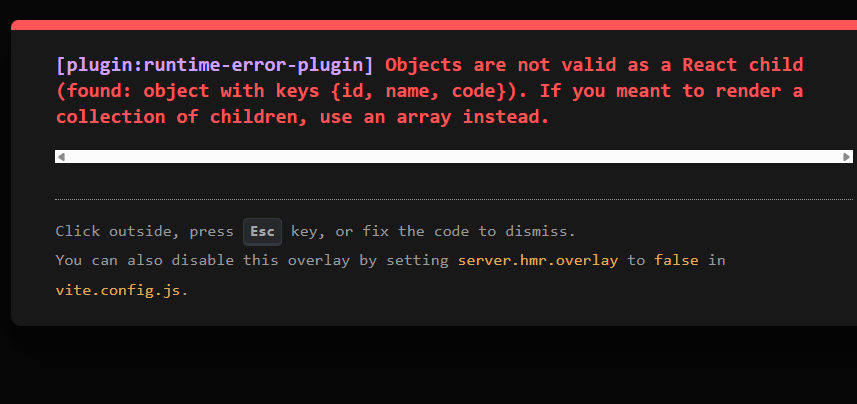 [plugin:runtime-error-plugin] Objects are not valid as a React child
(found: object with keys {id, name, code}). If you meant to render a
collection of children, use an array instead.
Click outside, press Esc key, or fix the code to dismiss.
You can also disable this overlay by setting server.hmr.overlay to false in
vite.config.js.